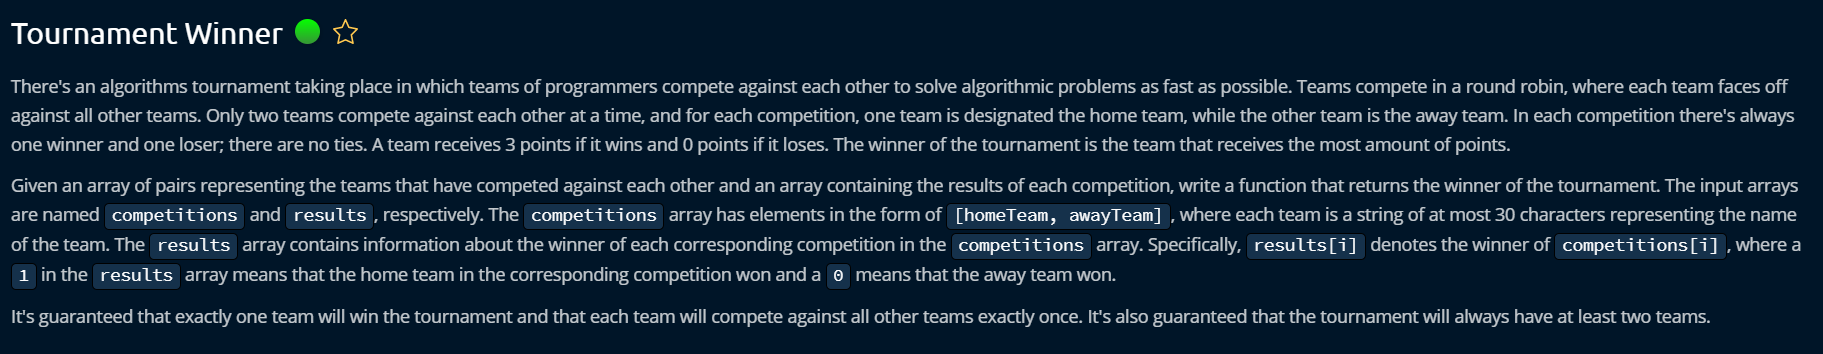 Tournament Winner
There's an algorithms tournament taking place in which teams of programmers compete against each other to solve algorithmic problems as fast as possible. Teams compete in a round robin, where each team faces off
against all other teams. Only two teams compete against each other at a time, and for each competition, one team is designated the home team, while the other team is the away team. In each competition there's always
one winner and one loser; there are no ties. A team receives 3 points if it wins and 0 points if it loses. The winner of the tournament is the team that receives the most amount of points.
Given an array of pairs representing the teams that have competed against each other and an array containing the results of each competition, write a function that returns the winner of the tournament. The input arrays
are named competitions and results, respectively. The competitions array has elements in the form of [homeTeam, awayTeam], where each team is a string of at most 30 characters representing the name
of the team. The results array contains information about the winner of each corresponding competition in the competitions array. Specifically, results[i] denotes the winner of competitions[i], where a
1 in the results array means that the home team in the corresponding competition won and a 0 means that the away team won.
It's guaranteed that exactly one team will win the tournament and that each team will compete against all other teams exactly once. It's also guaranteed that the tournament will always have at least two teams.